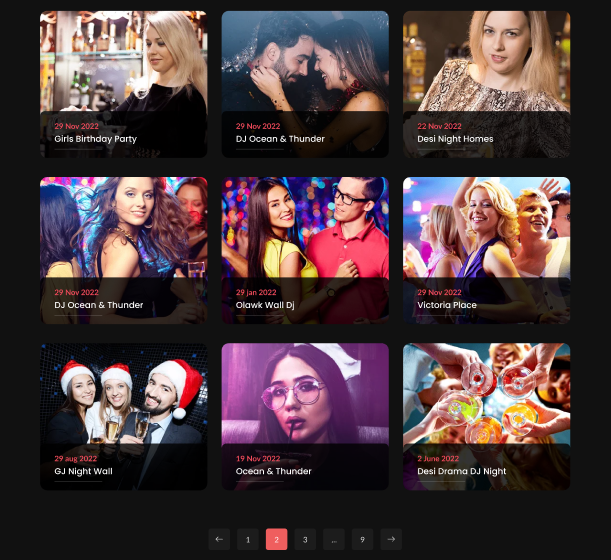 29 Nov 2022
Girls Birthday Party
29 Nov 2022
DJ Ocean & Thunder
22 Nov 2022
Desi Night Homes
29 Nov 2022
DJ Ocean & Thunder
29 jan 2022
Olawk Wall Dj
29 Nov 2022
Victoria Place
29 aug 2022
GJ Night Wall
19 Nov 2022
Ocean & Thunder
2 June 2022
Desi Drama DJ Night
← 1 2 3 ... 9 →